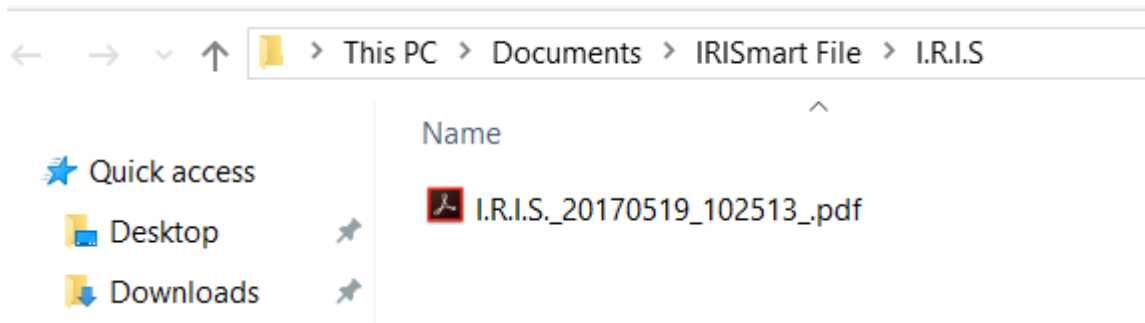 This PC > Documents > IRISmart File > I.R.I.S
Name
Quick access
I.R.I.S._20170519_102513_.pdf
Desktop
Downloads